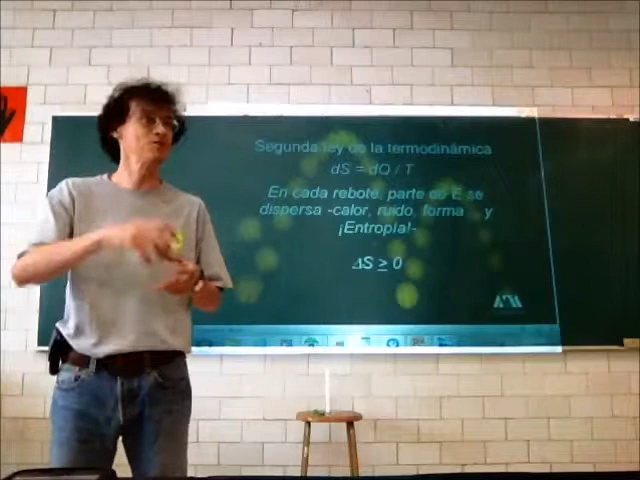 Segunda ley de la termodinámica
dS = dQ / T
En cada rebote, parte de E se
dispersa -calor, ruido, forma y
¡Entropía!-
ΔS ≥ 0